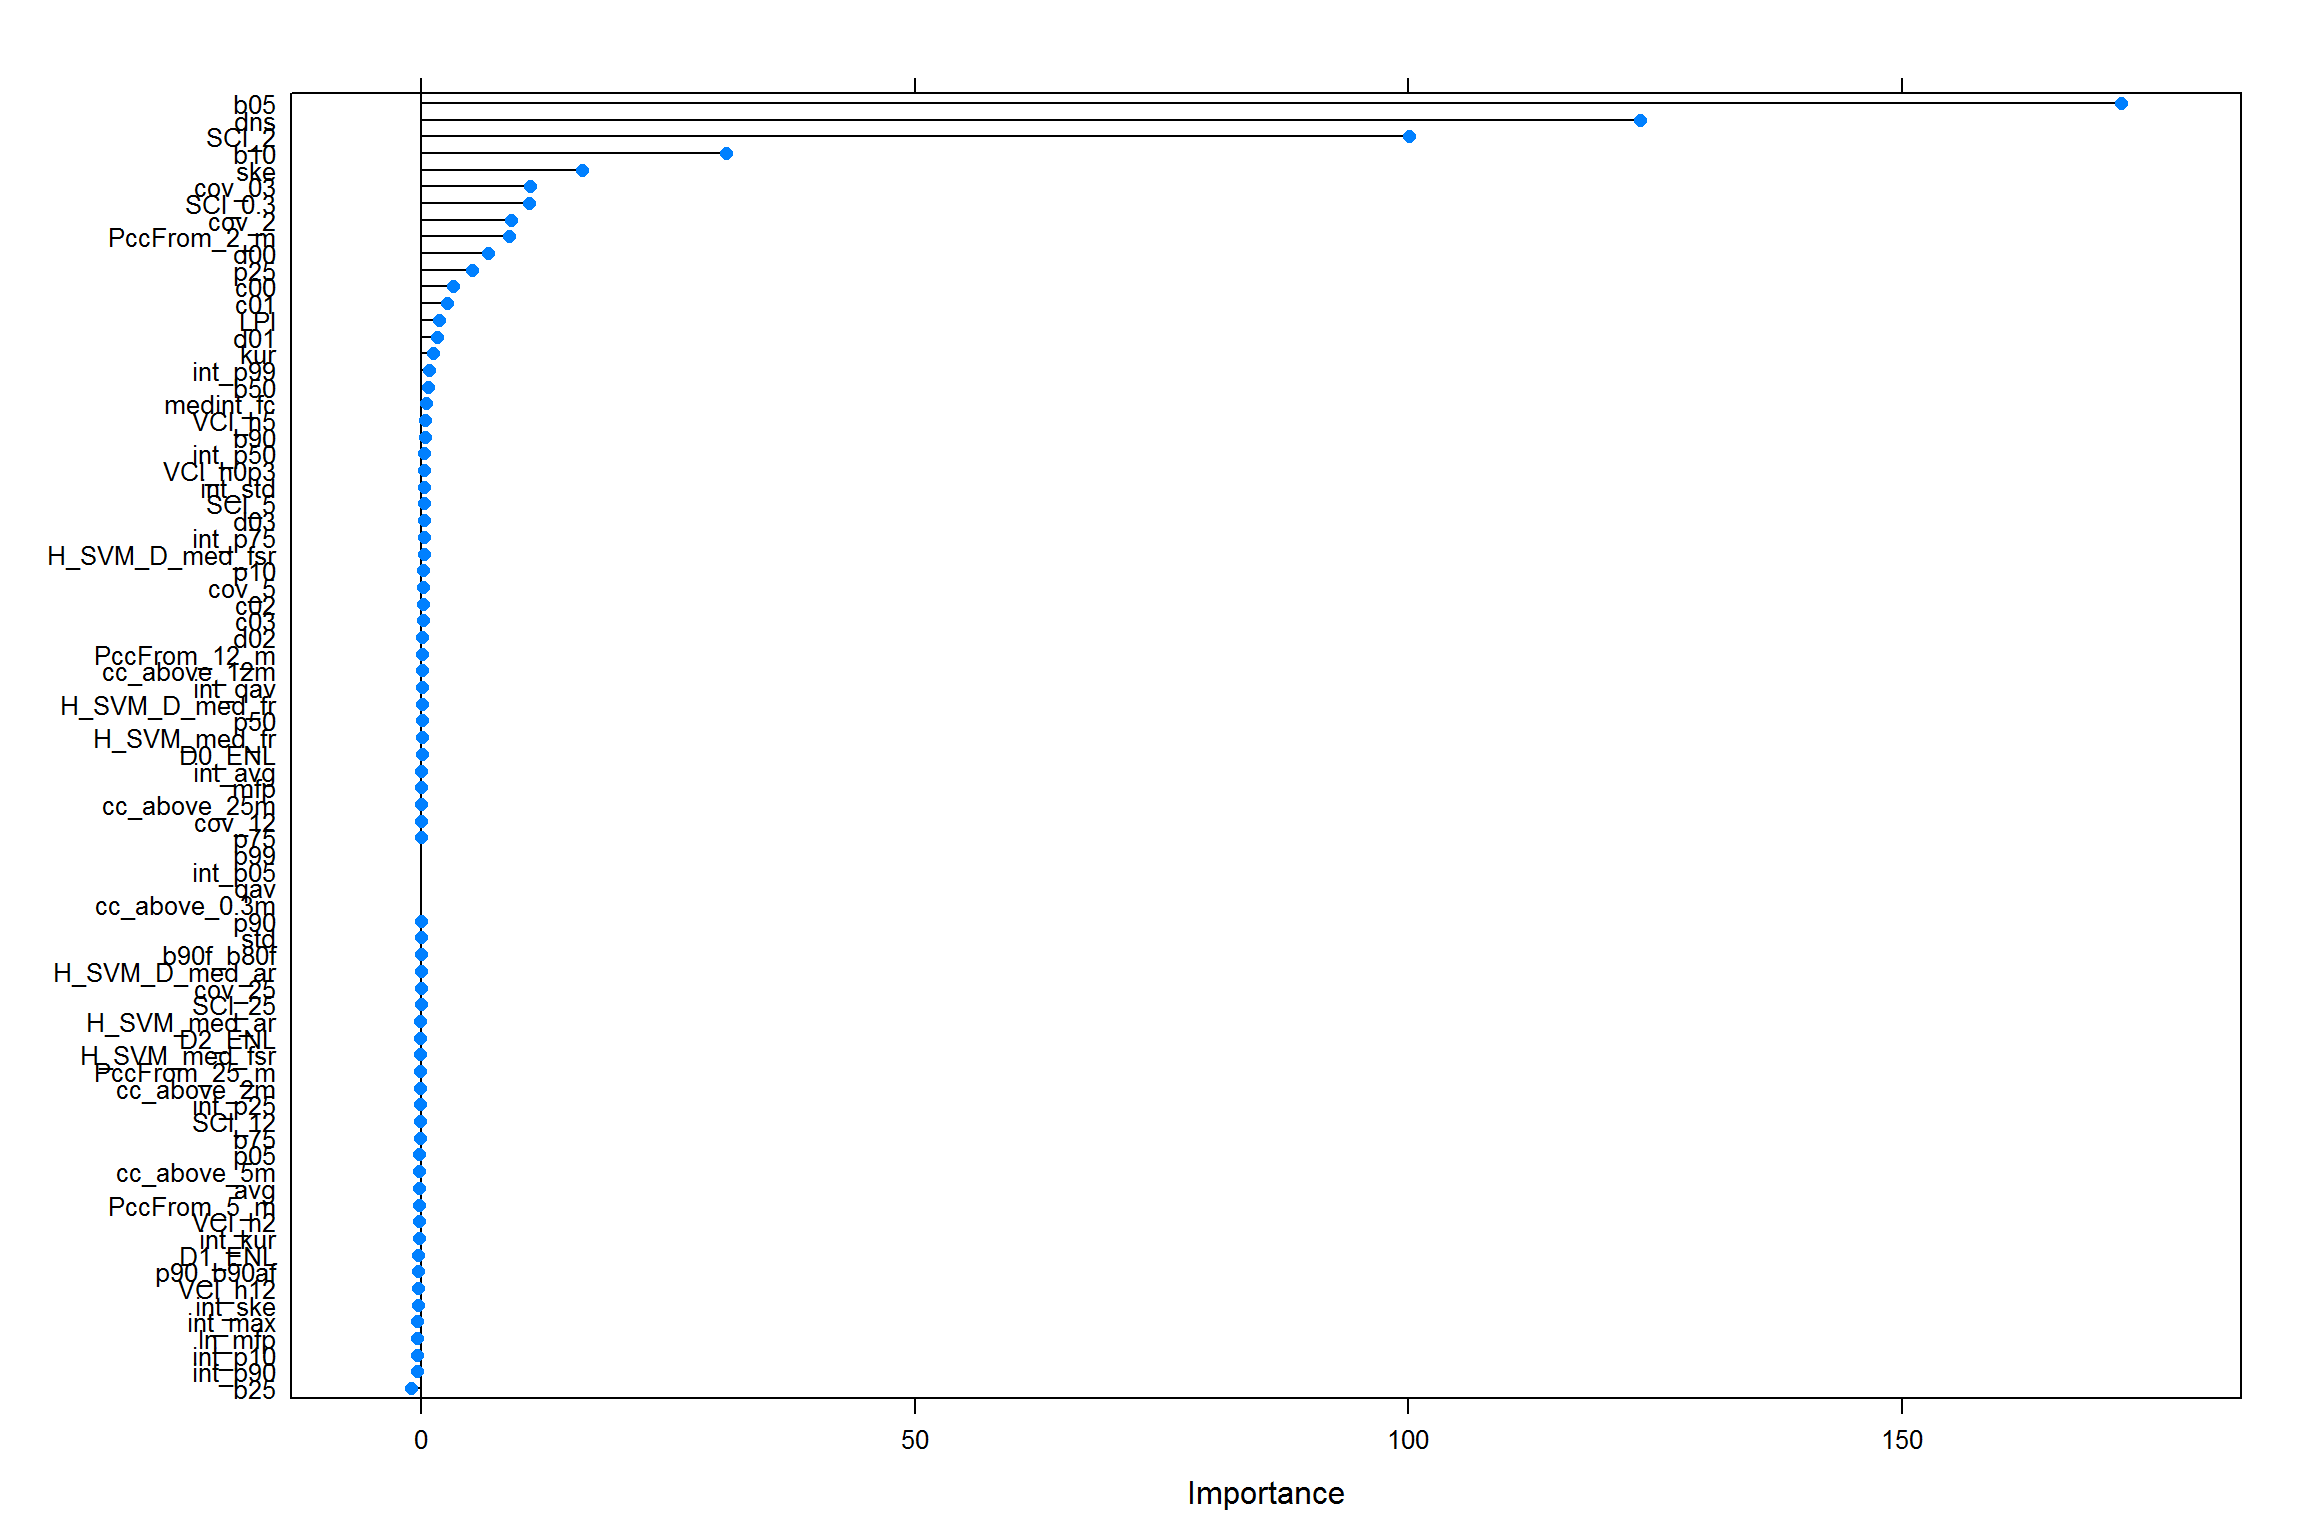 b05
dns
SCI_2
b10
ske
cov_03
SCI_0.3
cov_2
PccFrom_2_m
d00
p25
c00
c01
LPI
d01
kur
int_p99
b50
medint_fc
VCI_h5
b90
int_p50
VCI_h0p3
int_std
SCI_5
d03
int_p75
H_SVM_D_med_fsr
p10
cov_5
c02
c03
d02
PccFrom_12_m
cc_above_12m
int_qav
H_SVM_D_med_fr
p50
H_SVM_med_fr
D0_ENL
int_avg
mfp
cc_above_25m
cov_12
p75
b99
int_b05
qav
cc_above_0.3m
p90
std
b90f_b80f
H_SVM_D_med_ar
cov_25
SCI_25
H_SVM_med_ar
D2_ENL
H_SVM_med_fsr
PccFrom_25_m
cc_above_2m
int_p25
SCI_12
b75
p05
cc_above_5m
avg
PccFrom_5_m
VCI_h2
int_kur
D1_ENL
p90_b90af
VCI_h12
int_ske
int_max
ln_mfp
int_p10
int_p90
b25
0 50 100 150
Importance